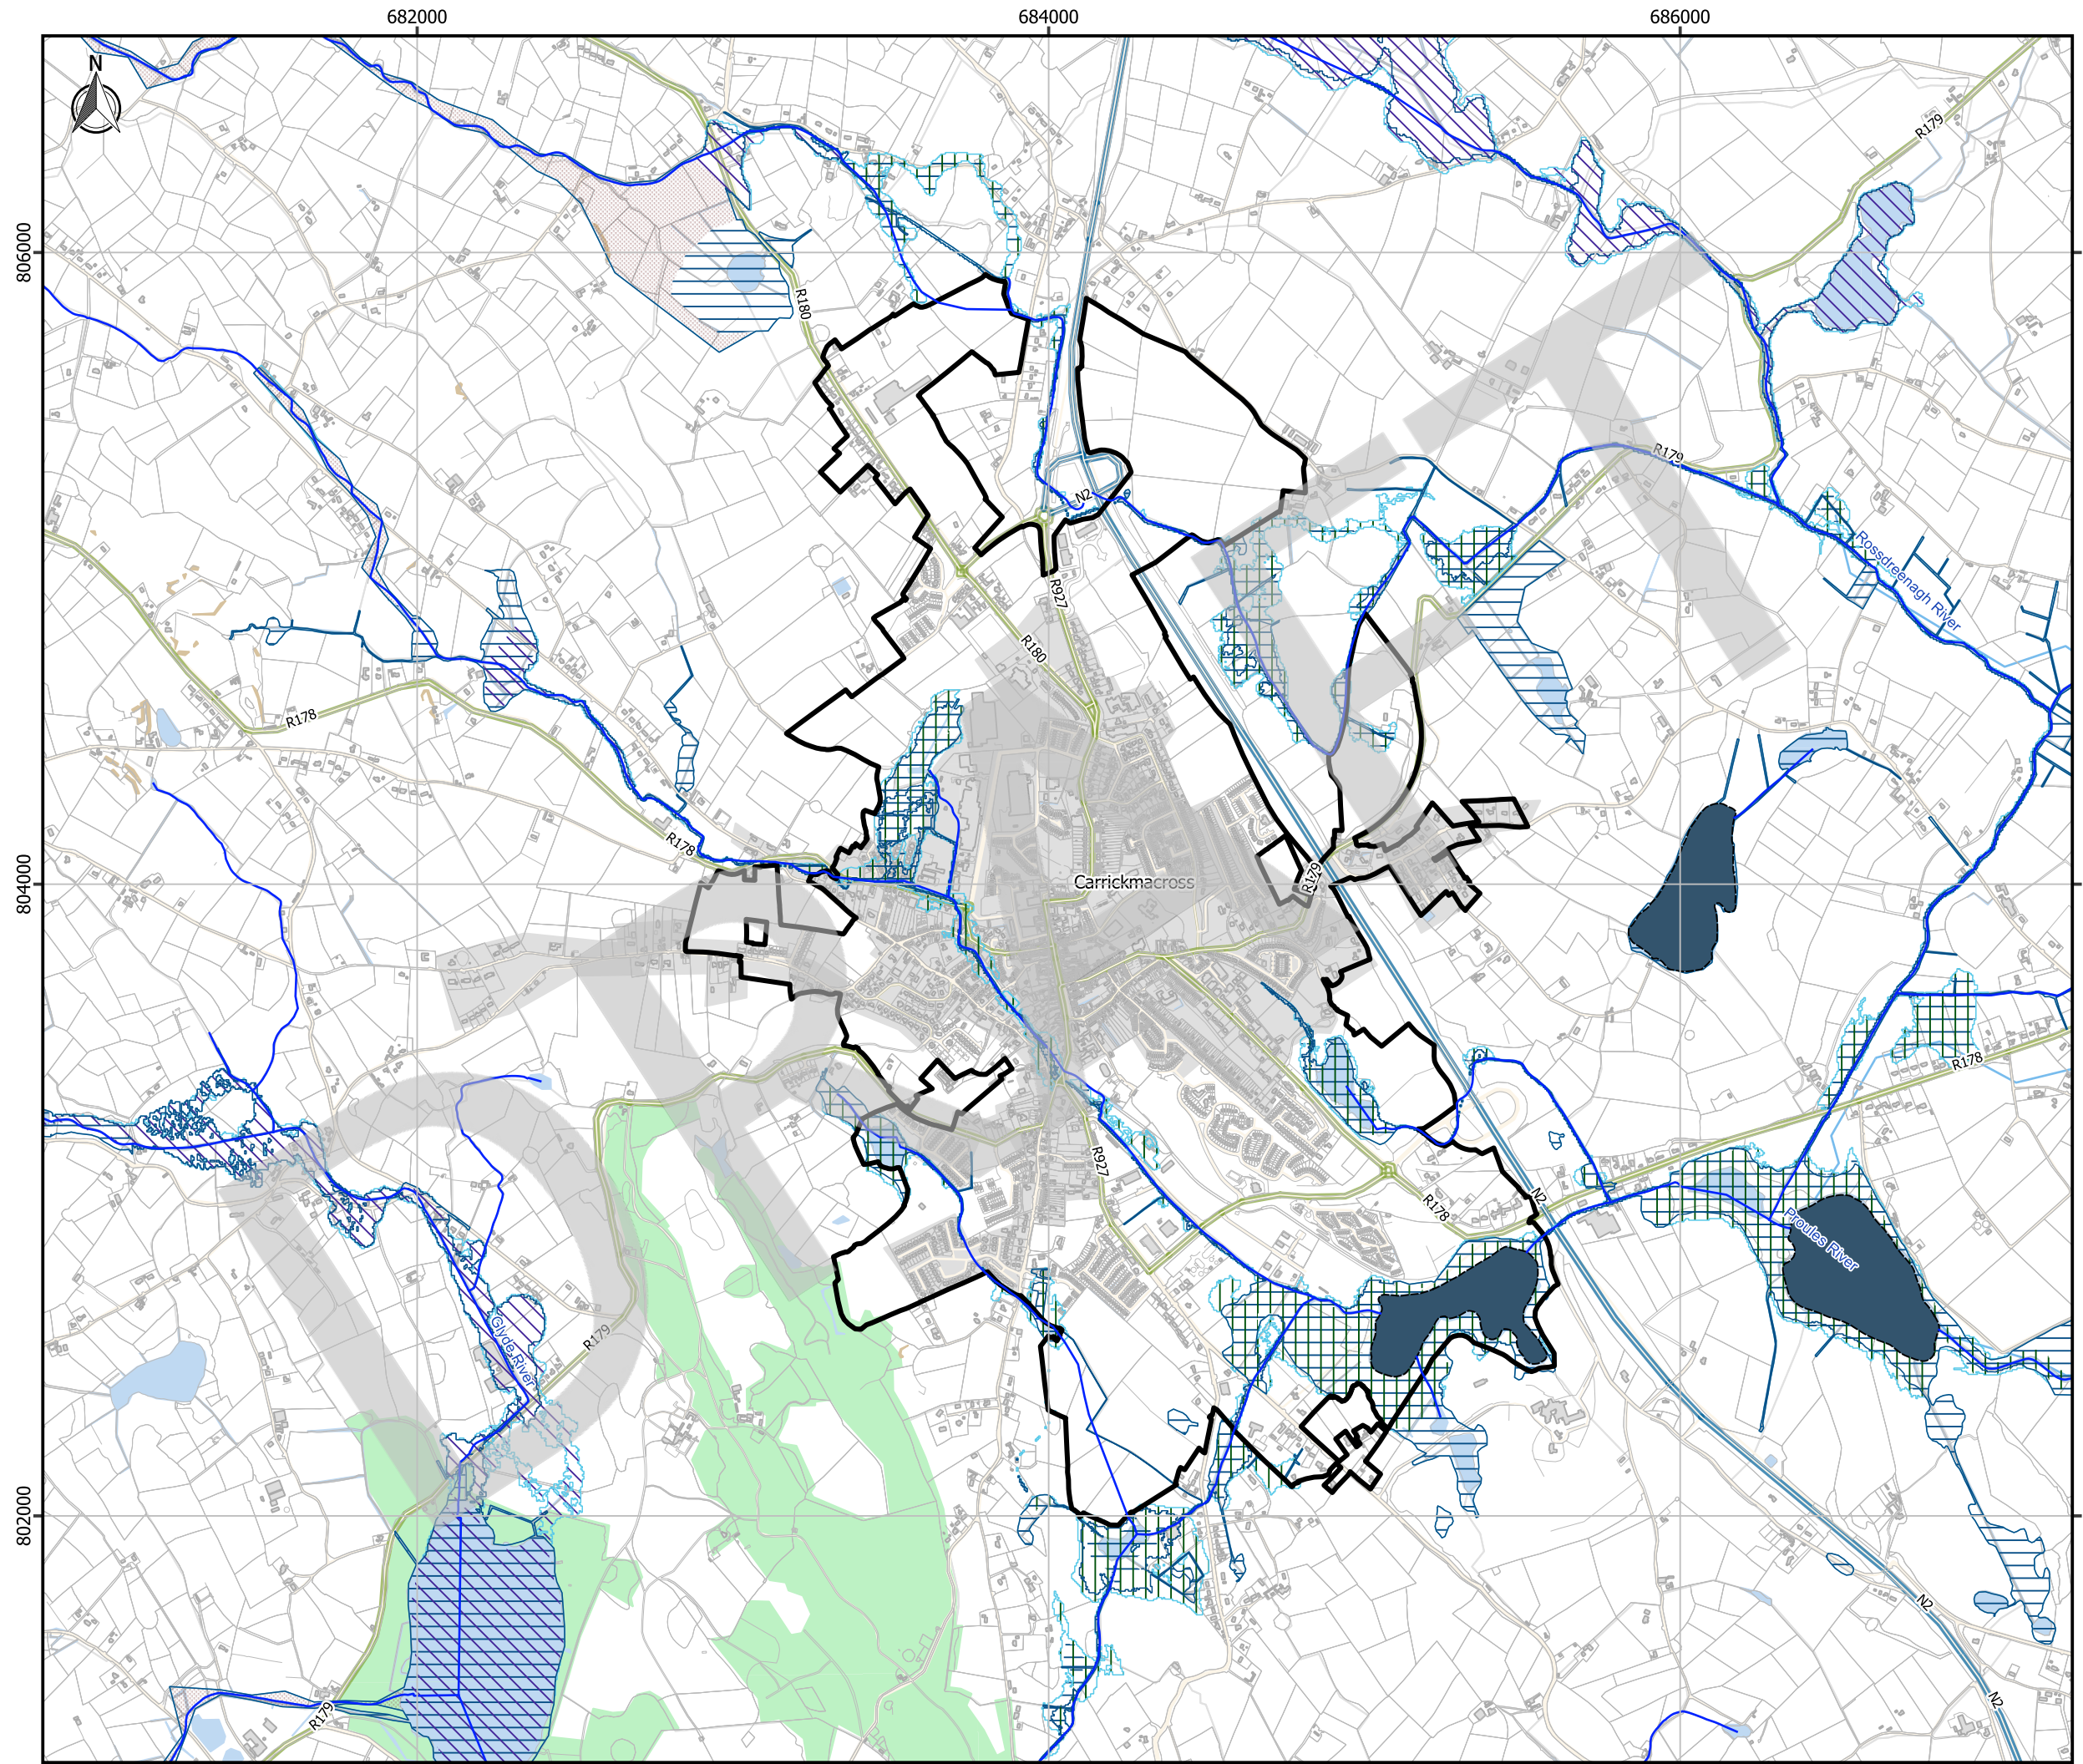 682000
684000
686000
N
R179
806000
R180
N2
R179
Rossdreenagh River
R927
R180
R178
R178
804000
Carrickmacross
R179
R178
R927
R178
N2
Proules River
Glyde River
R179
802000
N2
R179
N2
DRAFT